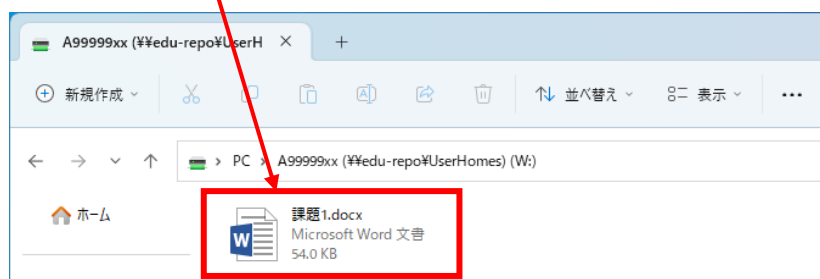 A99999xx (¥¥edu-repo¥UserH
新規作成
並べ替え
表示
PC > A99999xx (¥¥edu-repo¥UserHomes) (W:)
ホーム
課題1.docx
Microsoft Word 文書
54.0 KB